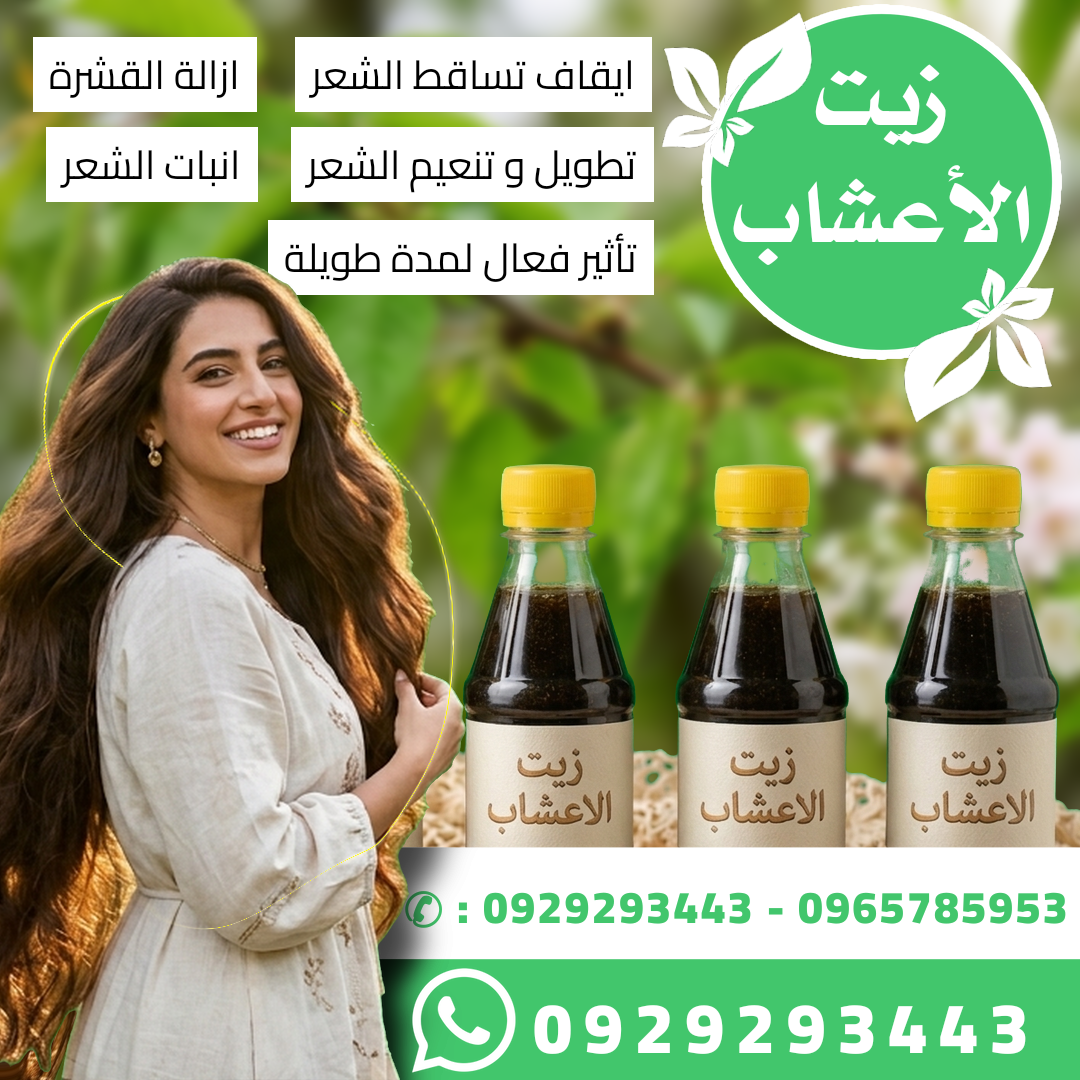 زيت
الأعشاب
ايقاف تساقط الشعر
ازالة القشرة
تطويل و تنعيم الشعر
انبات الشعر
تأثير فعال لمدة طويلة
زيت
الاعشاب
زيت
الاعشاب
زيت
الاعشاب
✆ : 0929293443 - 0965785953
0929293443